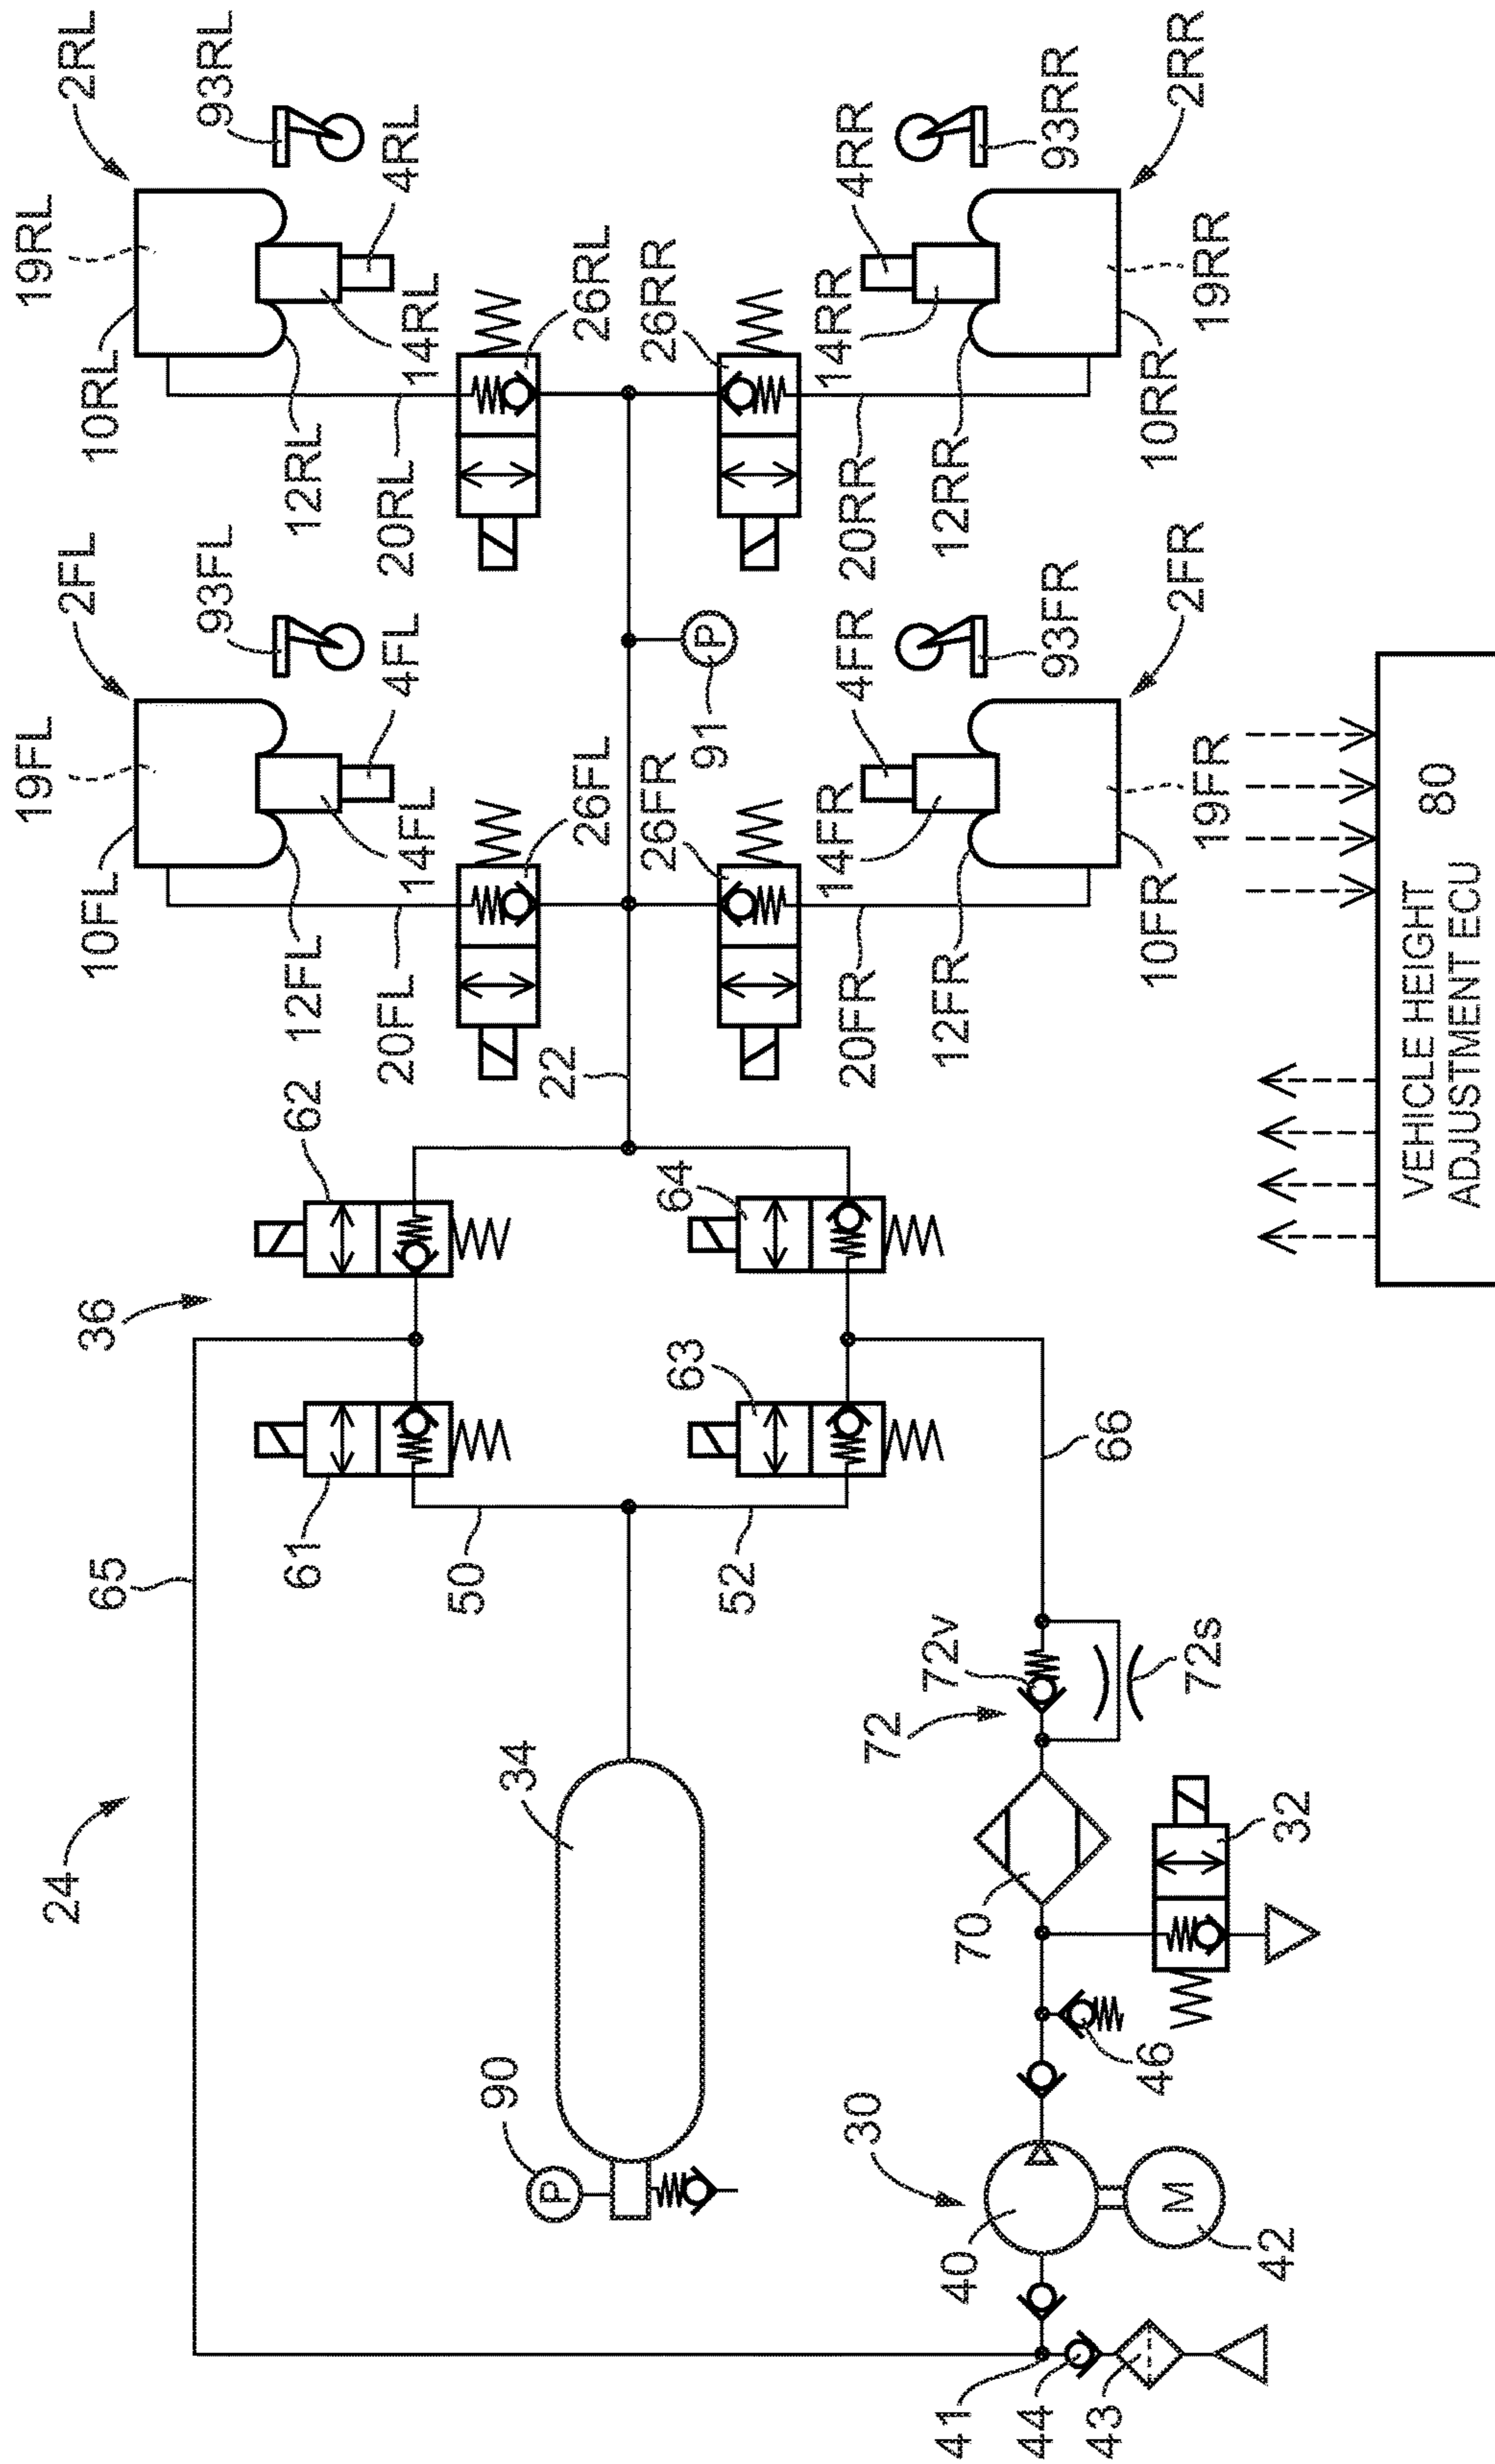 19FL
19RL
24
2FL
2RL
65
36
10FL
10RL
93FL
93RL
61
62
12FL
12RL
20FL
4FL
20RL
4RL
14FL
14RL
50
90
34
P
22
26FL
26RL
64
26FR
26RR
63
91
P
52
14FR
14RR
30
20FR
4FR
20RR
4RR
72
72v
12FR
12RR
41
40
70
44
93FR
93RR
43
66
46
10FR
10RR
M
72s
2FR
2RR
19FR
19RR
42
32
VEHICLE HEIGHT
ADJUSTMENT ECU
80